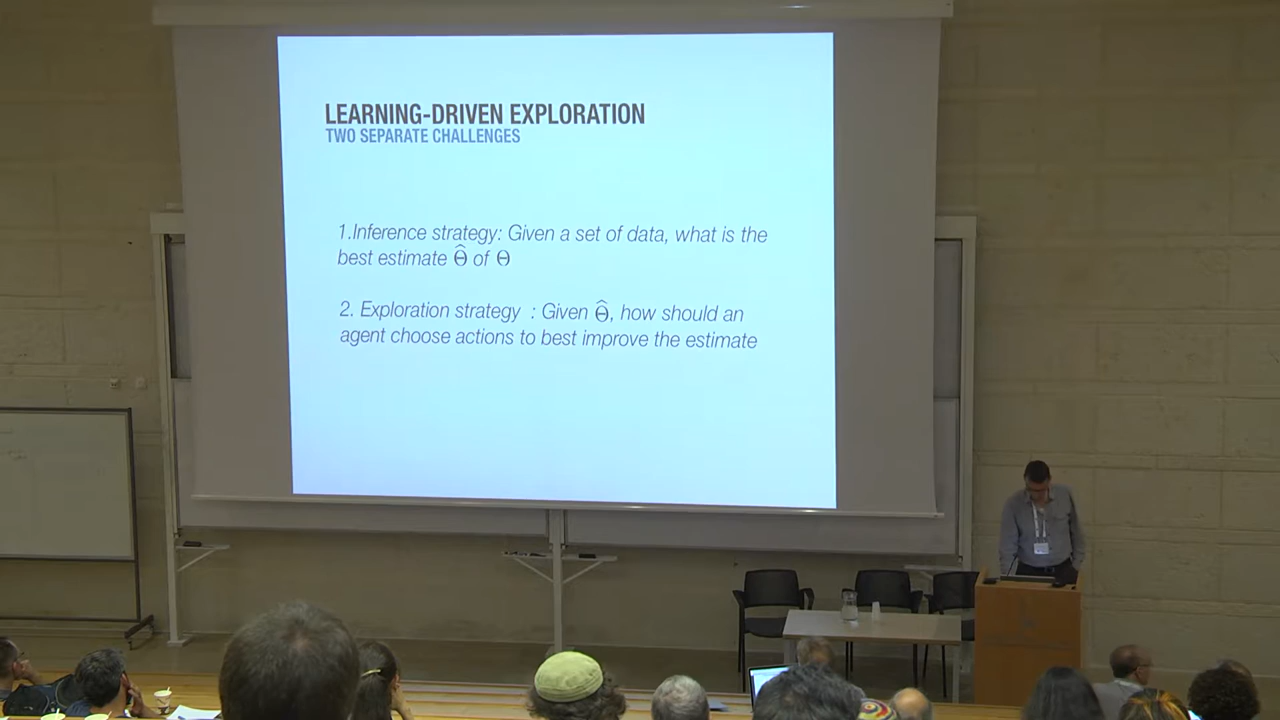 LEARNING-DRIVEN EXPLORATION
TWO SEPARATE CHALLENGES
1.Inference strategy: Given a set of data, what is the
best estimate Θ̂ of Θ
2. Exploration strategy : Given Θ̂, how should an
agent choose actions to best improve the estimate